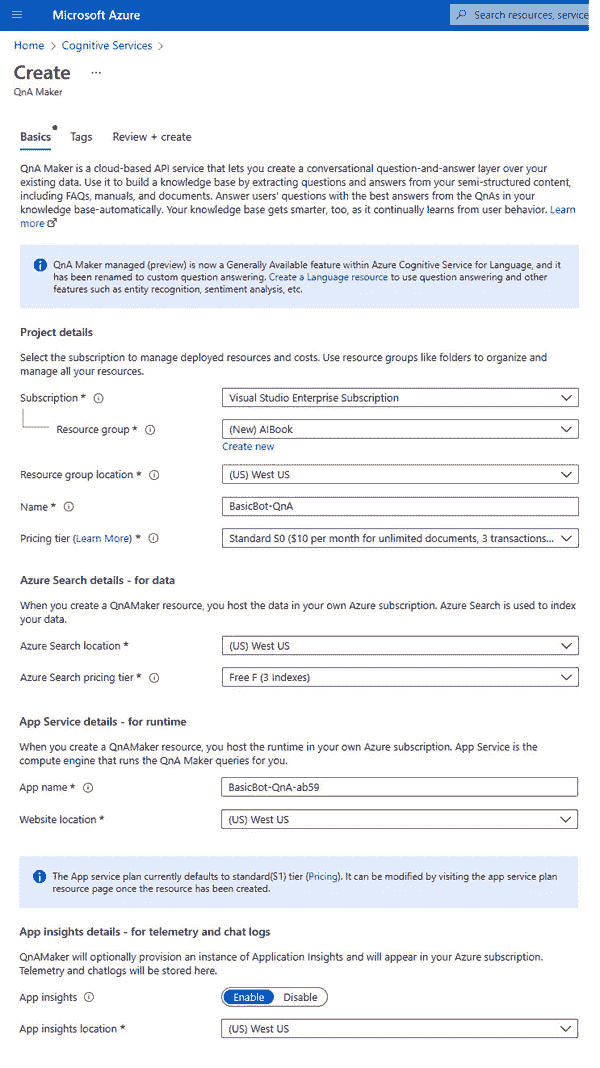 Microsoft Azure
Search resources, service
Home > Cognitive Services >
Create ...
QnA Maker
Basics Tags Review + create
QnA Maker is a cloud-based API service that lets you create a conversational question-and-answer layer over your
existing data. Use it to build a knowledge base by extracting questions and answers from your semi-structured content,
including FAQs, manuals, and documents. Answer users' questions with the best answers from the QnAs in your
knowledge base-automatically. Your knowledge base gets smarter, too, as it continually learns from user behavior. Learn
more
QnA Maker managed (preview) is now a Generally Available feature within Azure Cognitive Service for Language, and it
has been renamed to custom question answering. Create a Language resource to use question answering and other
features such as entity recognition, sentiment analysis, etc.
Project details
Select the subscription to manage deployed resources and costs. Use resource groups like folders to organize and
manage all your resources.
Subscription * Visual Studio Enterprise Subscription
Resource group * (New) AIBook
Create new
Resource group location * (US) West US
Name * BasicBot-QnA
Pricing tier (Learn More) * Standard S0 ($10 per month for unlimited documents, 3 transactions...
Azure Search details - for data
When you create a QnAMaker resource, you host the data in your own Azure subscription. Azure Search is used to index
your data.
Azure Search location * (US) West US
Azure Search pricing tier * Free F (3 Indexes)
App Service details - for runtime
When you create a QnAMaker resource, you host the runtime in your own Azure subscription. App Service is the
compute engine that runs the QnA Maker queries for you.
App name * BasicBot-QnA-ab59
Website location * (US) West US
The App service plan currently defaults to standard(S1) tier (Pricing). It can be modified by visiting the app service plan
resource page once the resource has been created.
App insights details - for telemetry and chat logs
QnAMaker will optionally provision an instance of Application Insights and will appear in your Azure subscription.
Telemetry and chatlogs will be stored here.
App insights Enable Disable
App insights location * (US) West US